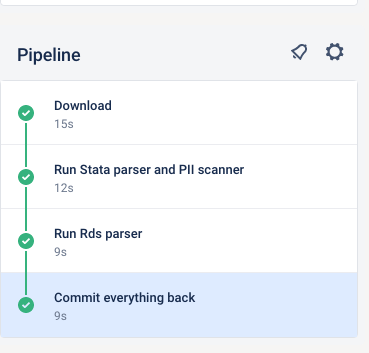 Pipeline
Download
15s
Run Stata parser and PII scanner
12s
Run Rds parser
9s
Commit everything back
9s